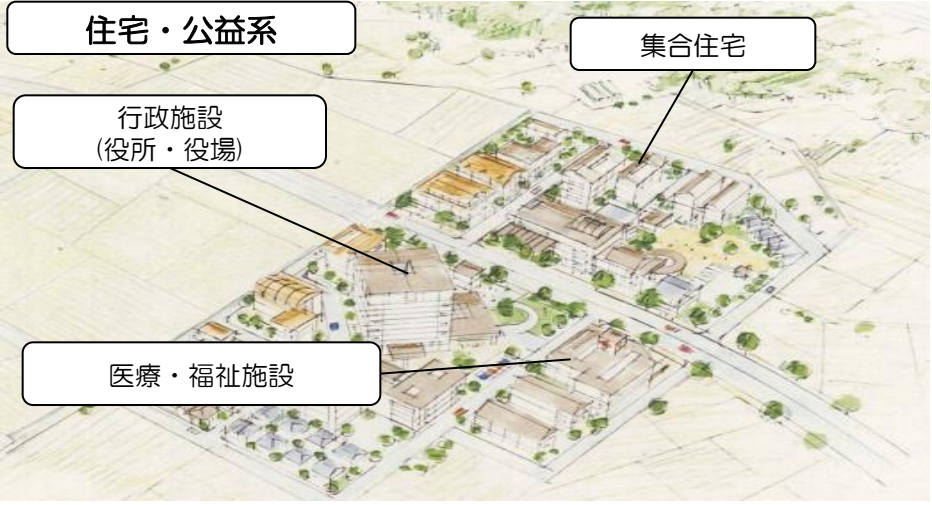 住宅・公益系
集合住宅
行政施設
(役所・役場)
医療・福祉施設